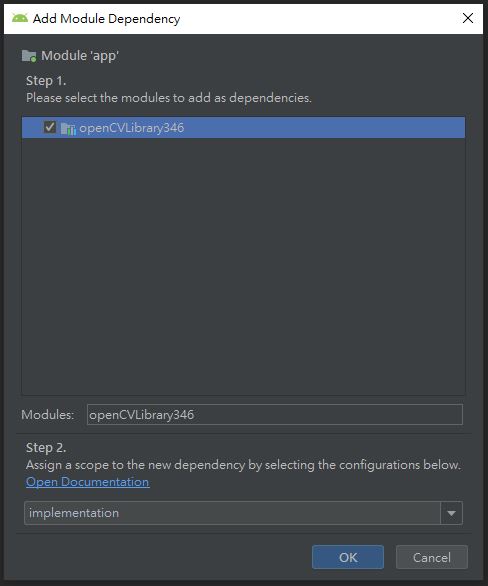 Add Module Dependency
Module 'app'
Step 1.
Please select the modules to add as dependencies.
openCVLibrary346
Modules: openCVLibrary346
Step 2.
Assign a scope to the new dependency by selecting the configurations below.
Open Documentation
implementation
OK Cancel